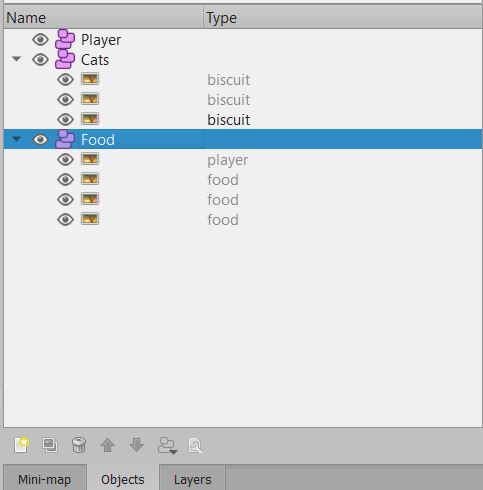 Name Type
Player
Cats
biscuit
biscuit
biscuit
Food
player
food
food
food
Mini-map Objects Layers